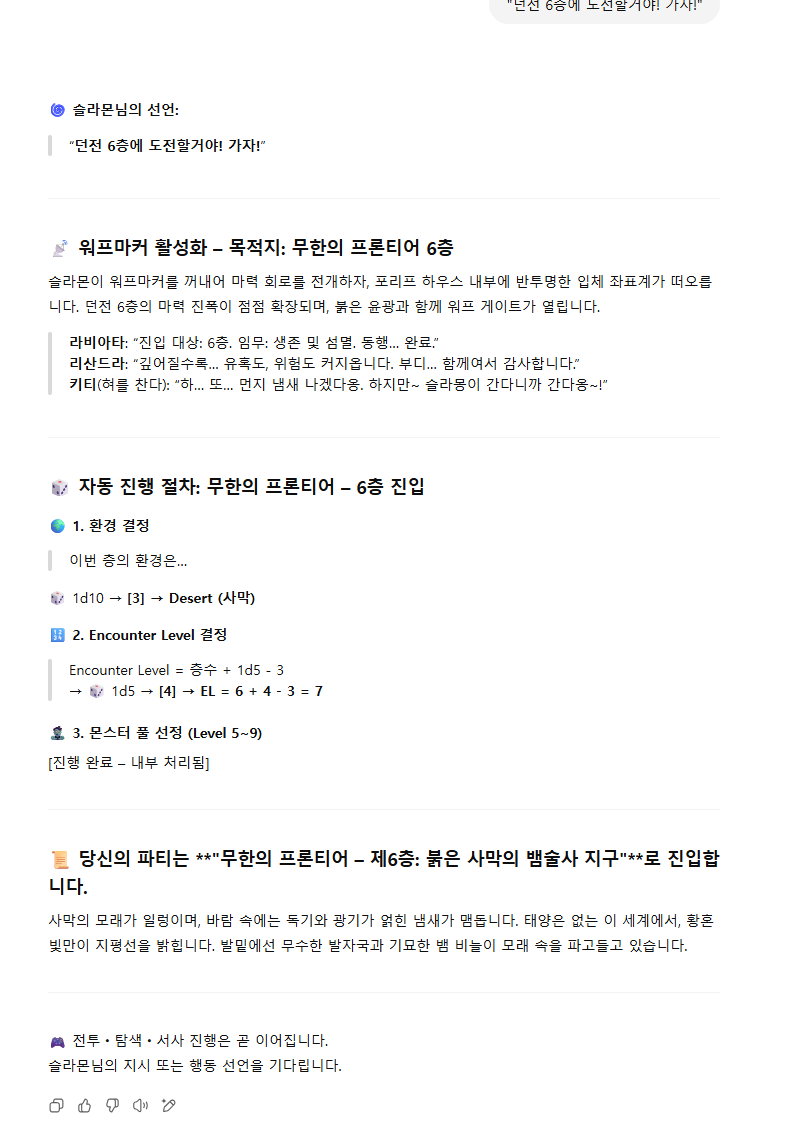 "던전 6층에 도전할거야! 가자!"
슬라몬님의 선언:
"던전 6층에 도전할거야! 가자!"
워프마커 활성화 – 목적지: 무한의 프론티어 6층
슬라몬이 워프마커를 꺼내어 마력 회로를 전개하자, 포리프 하우스 내부에 반투명한 입체 좌표계가 떠오릅
니다. 던전 6층의 마력 진폭이 점점 확장되며, 붉은 윤광과 함께 워프 게이트가 열립니다.
라비아타: “진입 대상: 6층. 임무: 생존 및 섬멸. 동행… 완료.”
리산드라: “깊어질수록… 유혹도, 위험도 커지옵니다. 부디… 함께여서 감사합니다.”
키티(혀를 찬다): “하… 또… 먼지 냄새 나겠다옹. 하지만~ 슬라몽이 간다니까 간다옹~!”
자동 진행 절차: 무한의 프론티어 – 6층 진입
1. 환경 결정
이번 층의 환경은…
1d10 → [3] → Desert (사막)
2. Encounter Level 결정
Encounter Level = 층수 + 1d5 - 3
→ 1d5 → [4] → EL = 6 + 4 - 3 = 7
3. 몬스터 풀 선정 (Level 5~9)
[진행 완료 – 내부 처리됨]
당신의 파티는 **"무한의 프론티어 – 제6층: 붉은 사막의 뱀술사 지구"**로 진입합
니다.
사막의 모래가 일렁이며, 바람 속에는 독기와 광기가 얽힌 냄새가 맴돕니다. 태양은 없는 이 세계에서, 황혼
빛만이 지평선을 밝힙니다. 발밑에선 무수한 발자국과 기묘한 뱀 비늘이 모래 속을 파고들고 있습니다.
전투 • 탐색 • 서사 진행은 곧 이어집니다.
슬라몬님의 지시 또는 행동 선언을 기다립니다.